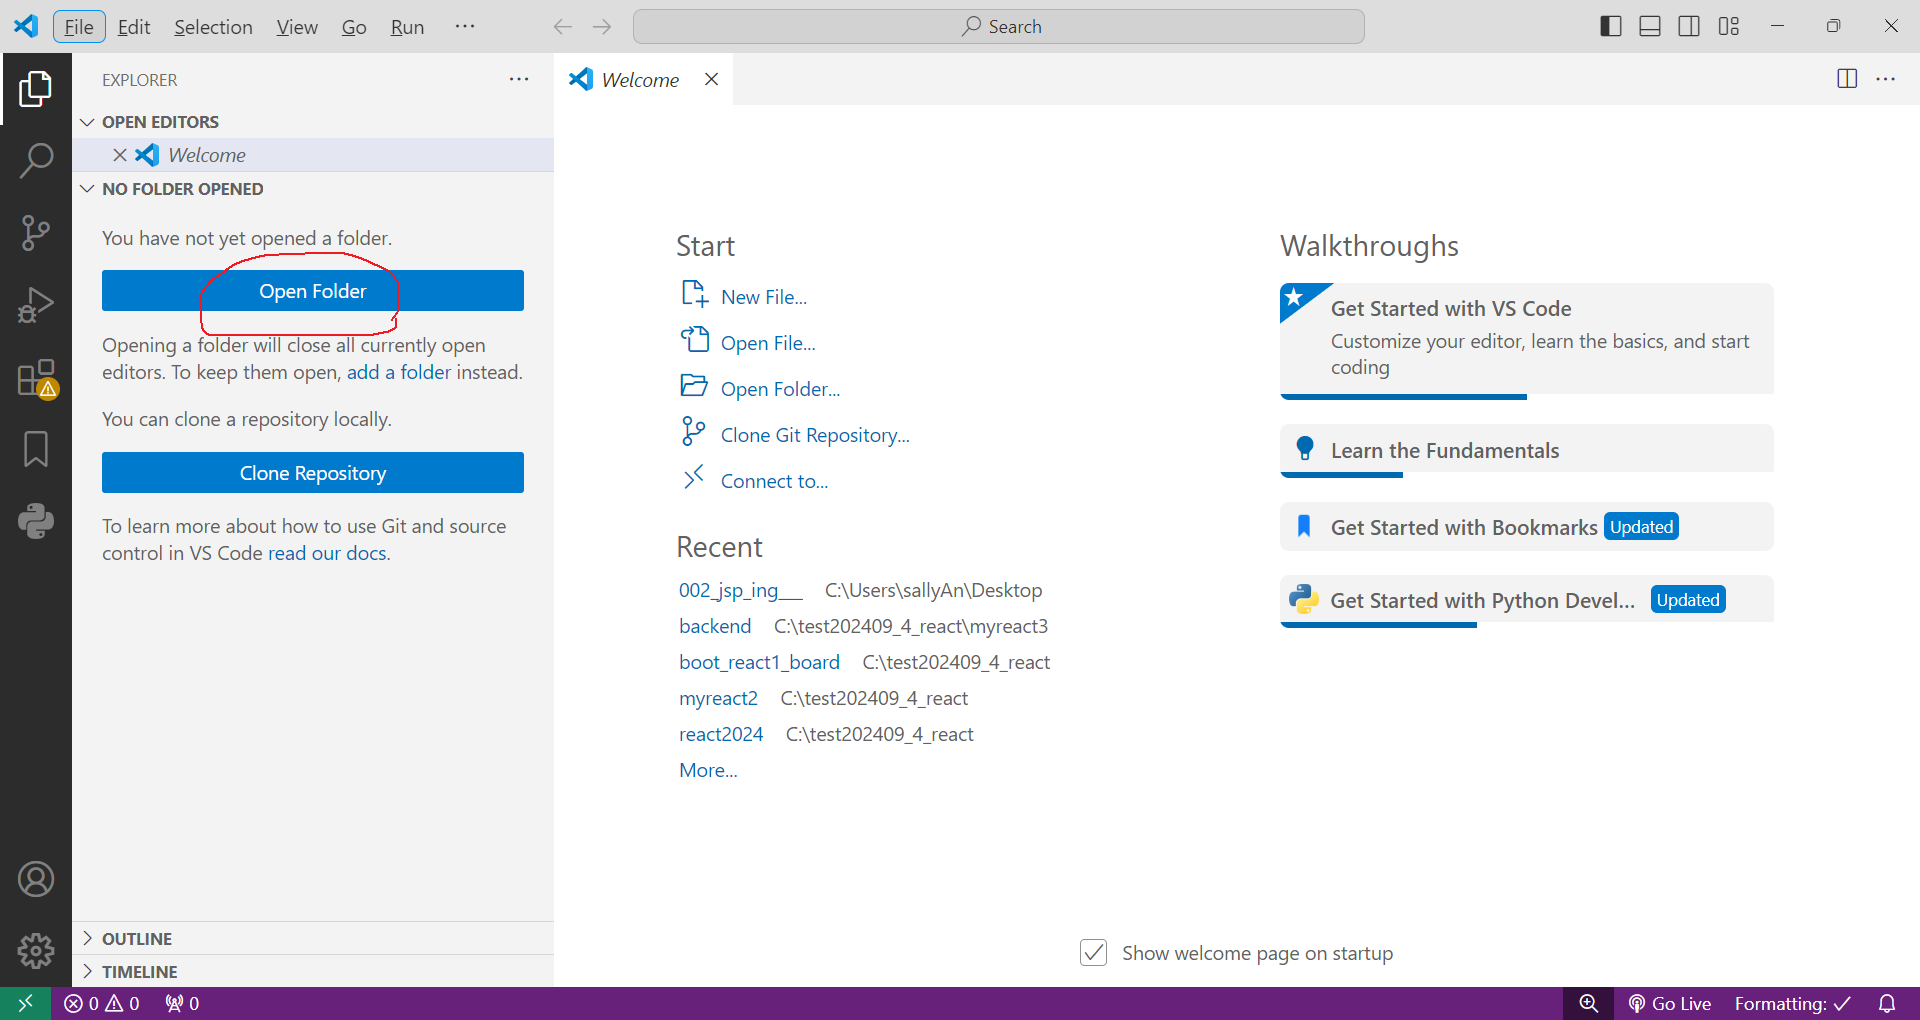 File Edit Selection View Go Run ··· Search
EXPLORER ···
Welcome
OPEN EDITORS
Welcome
NO FOLDER OPENED
You have not yet opened a folder.
Open Folder
Opening a folder will close all currently open
editors. To keep them open, add a folder instead.
You can clone a repository locally.
Clone Repository
To learn more about how to use Git and source
control in VS Code read our docs.
OUTLINE
TIMELINE
Start
New File...
Open File...
Open Folder...
Clone Git Repository...
Connect to...
Recent
002_jsp_ing___ C:\Users\sallyAn\Desktop
backend C:\test202409_4_react\myreact3
boot_react1_board C:\test202409_4_react
myreact2 C:\test202409_4_react
react2024 C:\test202409_4_react
More...
Walkthroughs
Get Started with VS Code
Customize your editor, learn the basics, and start
coding
Learn the Fundamentals
Get Started with Bookmarks Updated
Get Started with Python Devel... Updated
Show welcome page on startup
0 0 0 Go Live Formatting: